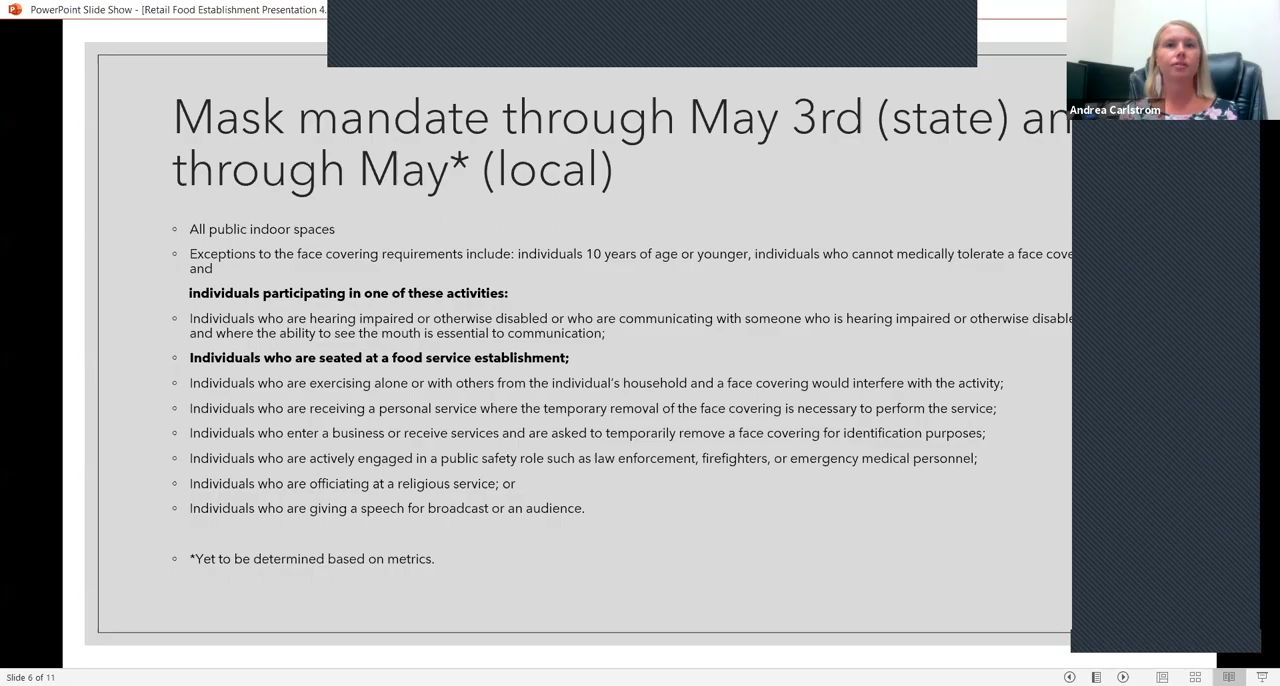 PowerPoint Slide Show - [Retail Food Establishment Presentation 4.
Andrea Carlstrom
Mask mandate through May 3rd (state) an
through May* (local)
◦ All public indoor spaces
◦ Exceptions to the face covering requirements include: individuals 10 years of age or younger, individuals who cannot medically tolerate a face cove
and
individuals participating in one of these activities:
◦ Individuals who are hearing impaired or otherwise disabled or who are communicating with someone who is hearing impaired or otherwise disable
and where the ability to see the mouth is essential to communication;
◦ Individuals who are seated at a food service establishment;
◦ Individuals who are exercising alone or with others from the individual's household and a face covering would interfere with the activity;
◦ Individuals who are receiving a personal service where the temporary removal of the face covering is necessary to perform the service;
◦ Individuals who enter a business or receive services and are asked to temporarily remove a face covering for identification purposes;
◦ Individuals who are actively engaged in a public safety role such as law enforcement, firefighters, or emergency medical personnel;
◦ Individuals who are officiating at a religious service; or
◦ Individuals who are giving a speech for broadcast or an audience.
◦ *Yet to be determined based on metrics.
Slide 6 of 11